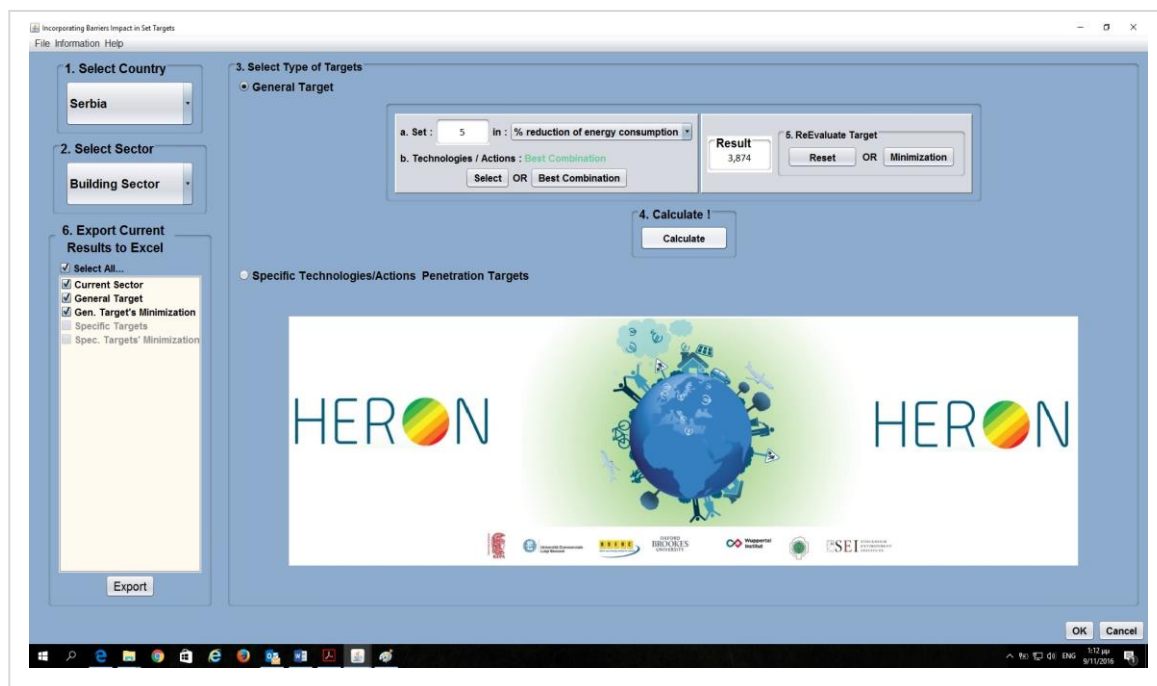 Incorporating Barriers Impact in Set Targets
File Information Help
1. Select Country
Serbia
2. Select Sector
Building Sector
6. Export Current
Results to Excel
Select All...
Current Sector
General Target
Gen. Target's Minimization
Specific Targets
Spec. Targets' Minimization
Export
3. Select Type of Targets
General Target
a. Set : 5 in : % reduction of energy consumption
b. Technologies / Actions : Best Combination
Select OR Best Combination
Result
3,874
5. ReEvaluate Target
Reset OR Minimization
4. Calculate !
Calculate
Specific Technologies/Actions Penetration Targets
HERON
HERON
OXFORD
BROOKES
UNIVERSITY
Wuppertal
Institut
SEI
OK Cancel
ENG
1:12 μμ
9/11/2016